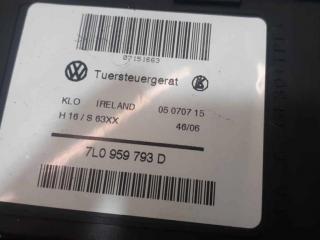 07151663
Tuersteuergerat
KLO IRELAND 05 0707 15
H 16 / S 63XX 46/06
7L0 959 793 D